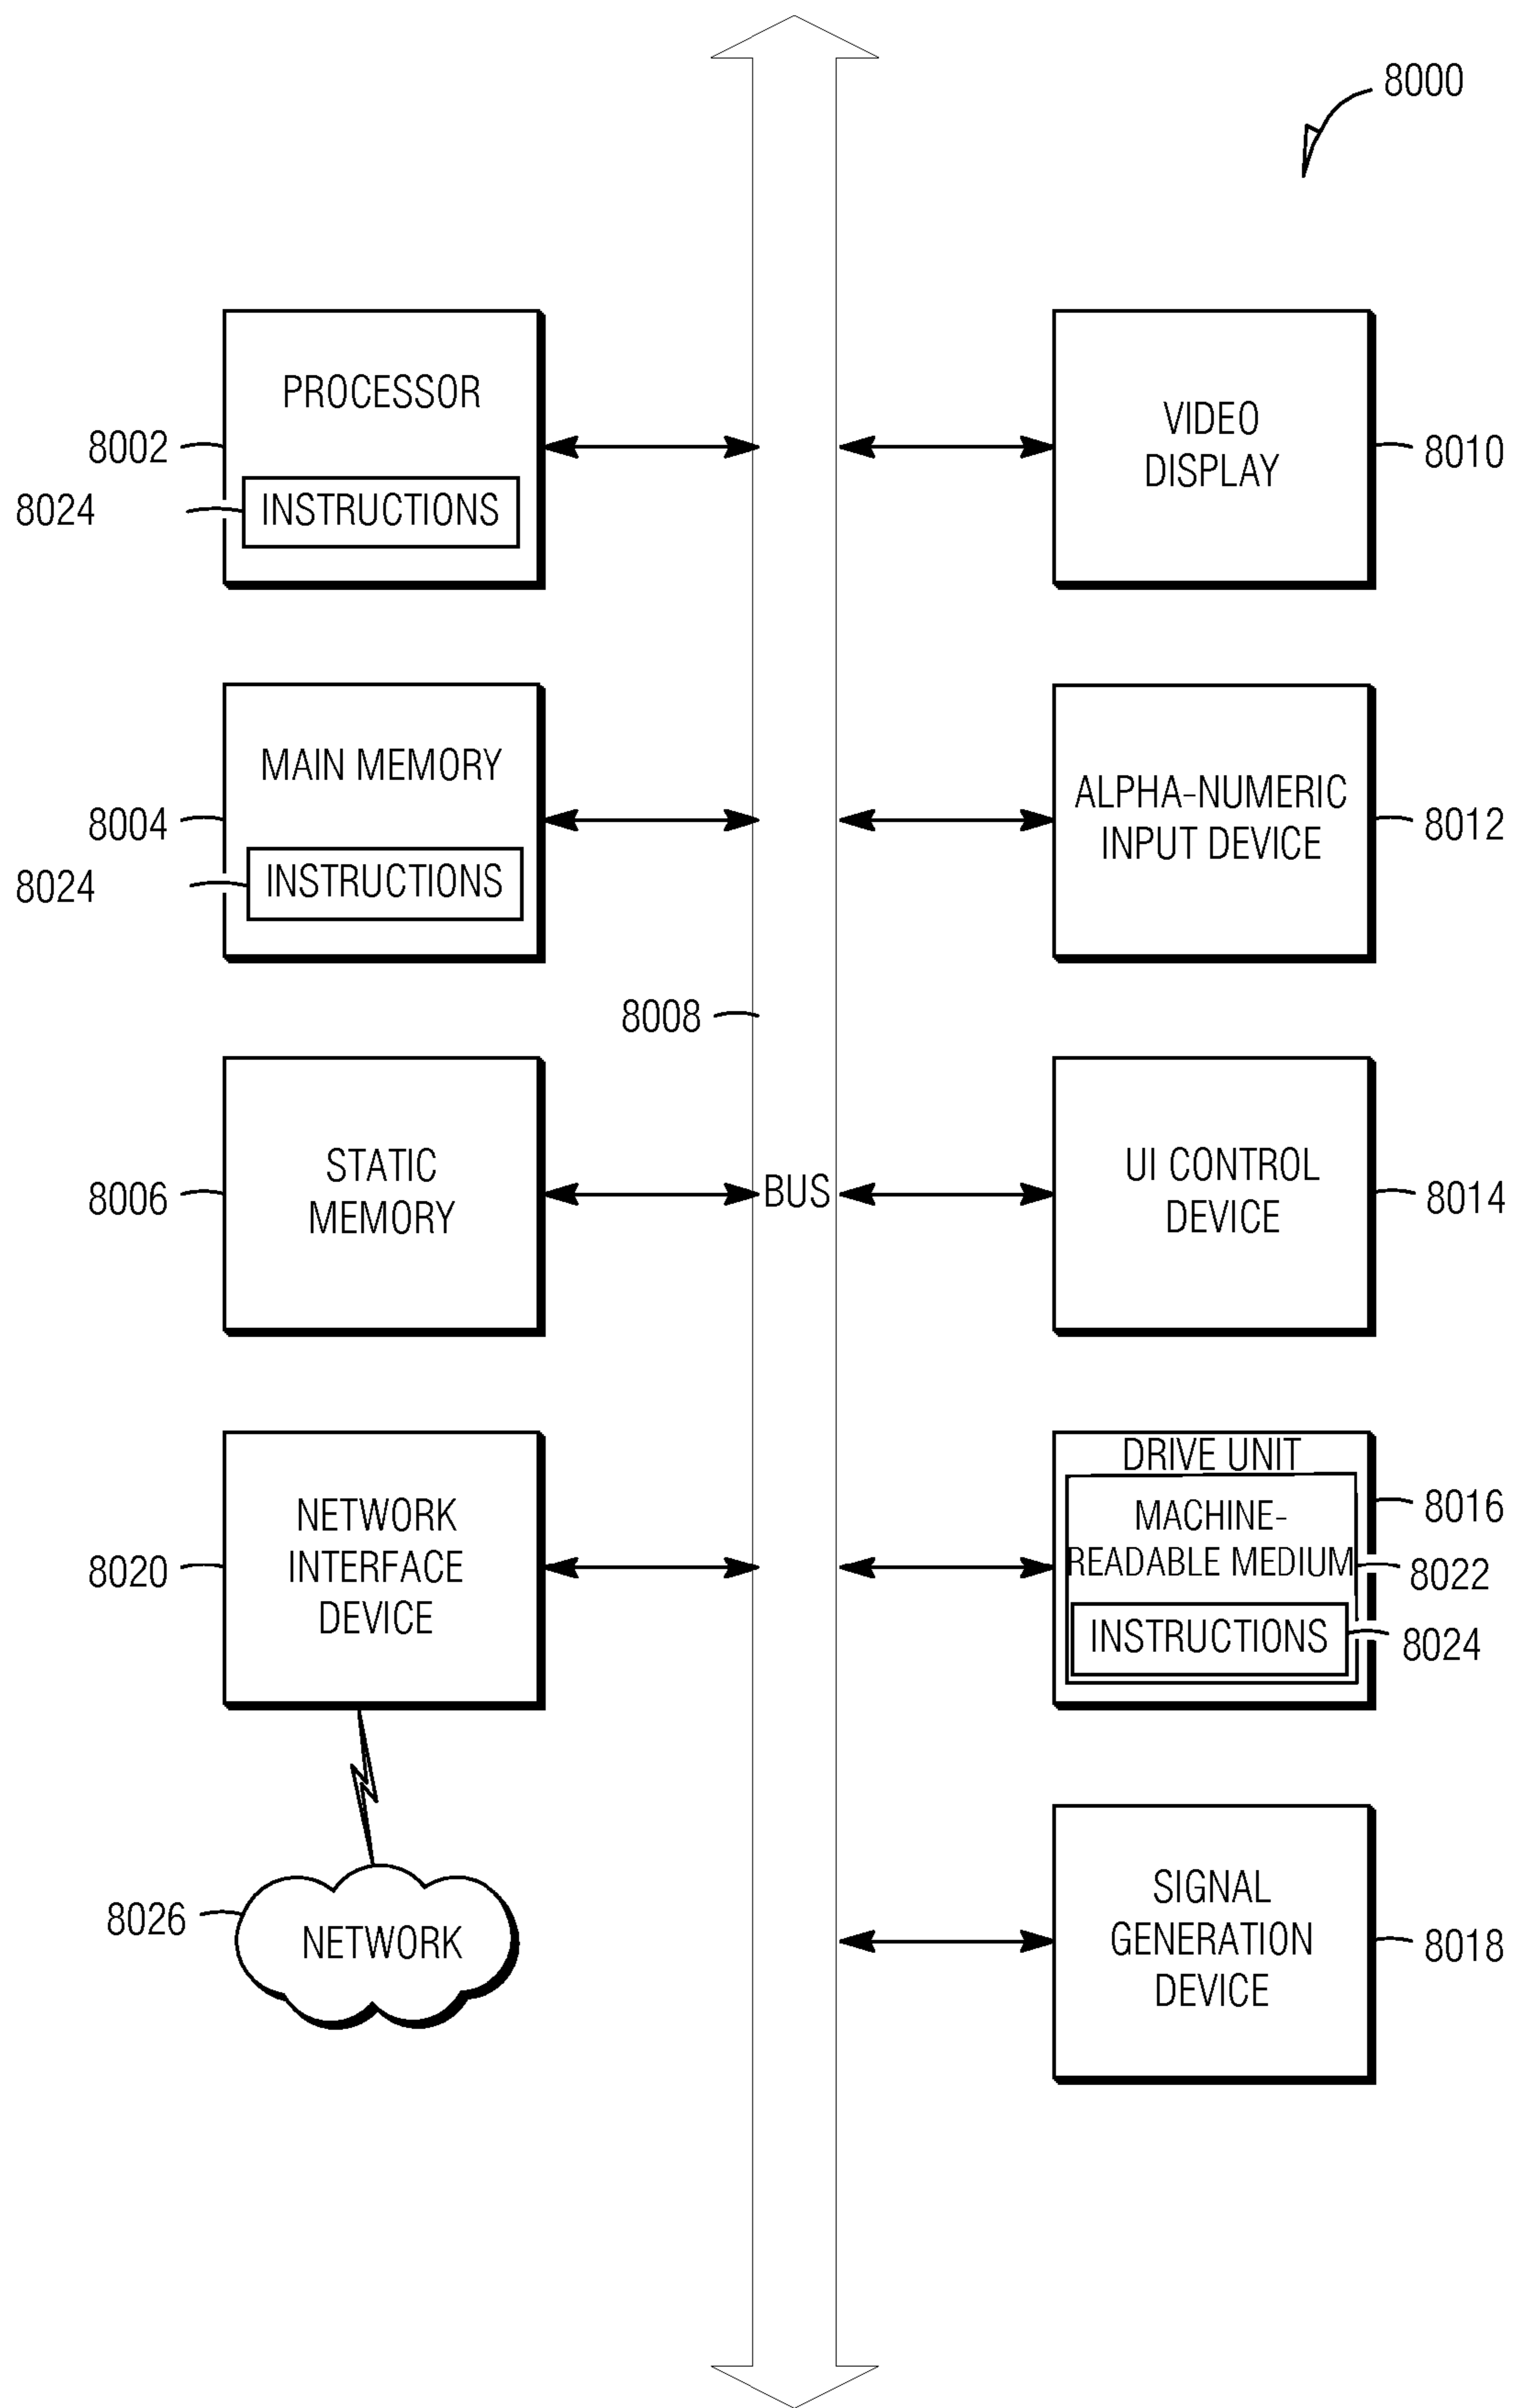 8000
PROCESSOR
8002
INSTRUCTIONS
8024
VIDEO
DISPLAY
8010
MAIN MEMORY
8004
INSTRUCTIONS
8024
ALPHA-NUMERIC
INPUT DEVICE
8012
8008
STATIC
MEMORY
8006
BUS
UI CONTROL
DEVICE
8014
NETWORK
INTERFACE
DEVICE
8020
DRIVE UNIT
8016
MACHINE-
READABLE MEDIUM
8022
INSTRUCTIONS
8024
8026
NETWORK
SIGNAL
GENERATION
DEVICE
8018